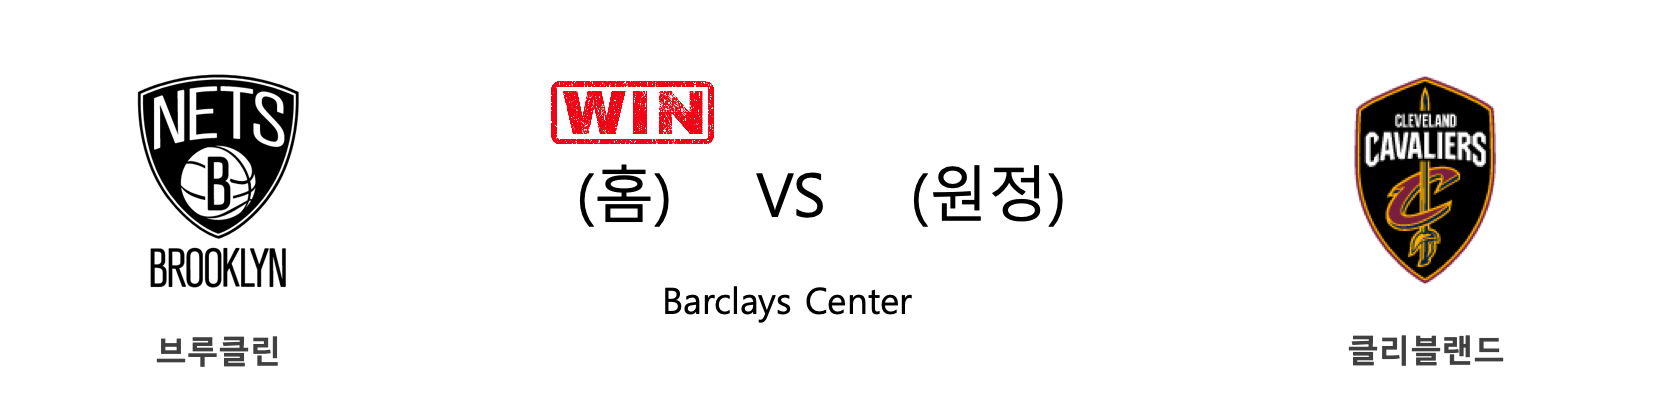 NETS
B
BROOKLYN
브루클린
WIN
(홈) VS (원정)
Barclays Center
CLEVELAND
CAVALIERS
C
클리블랜드